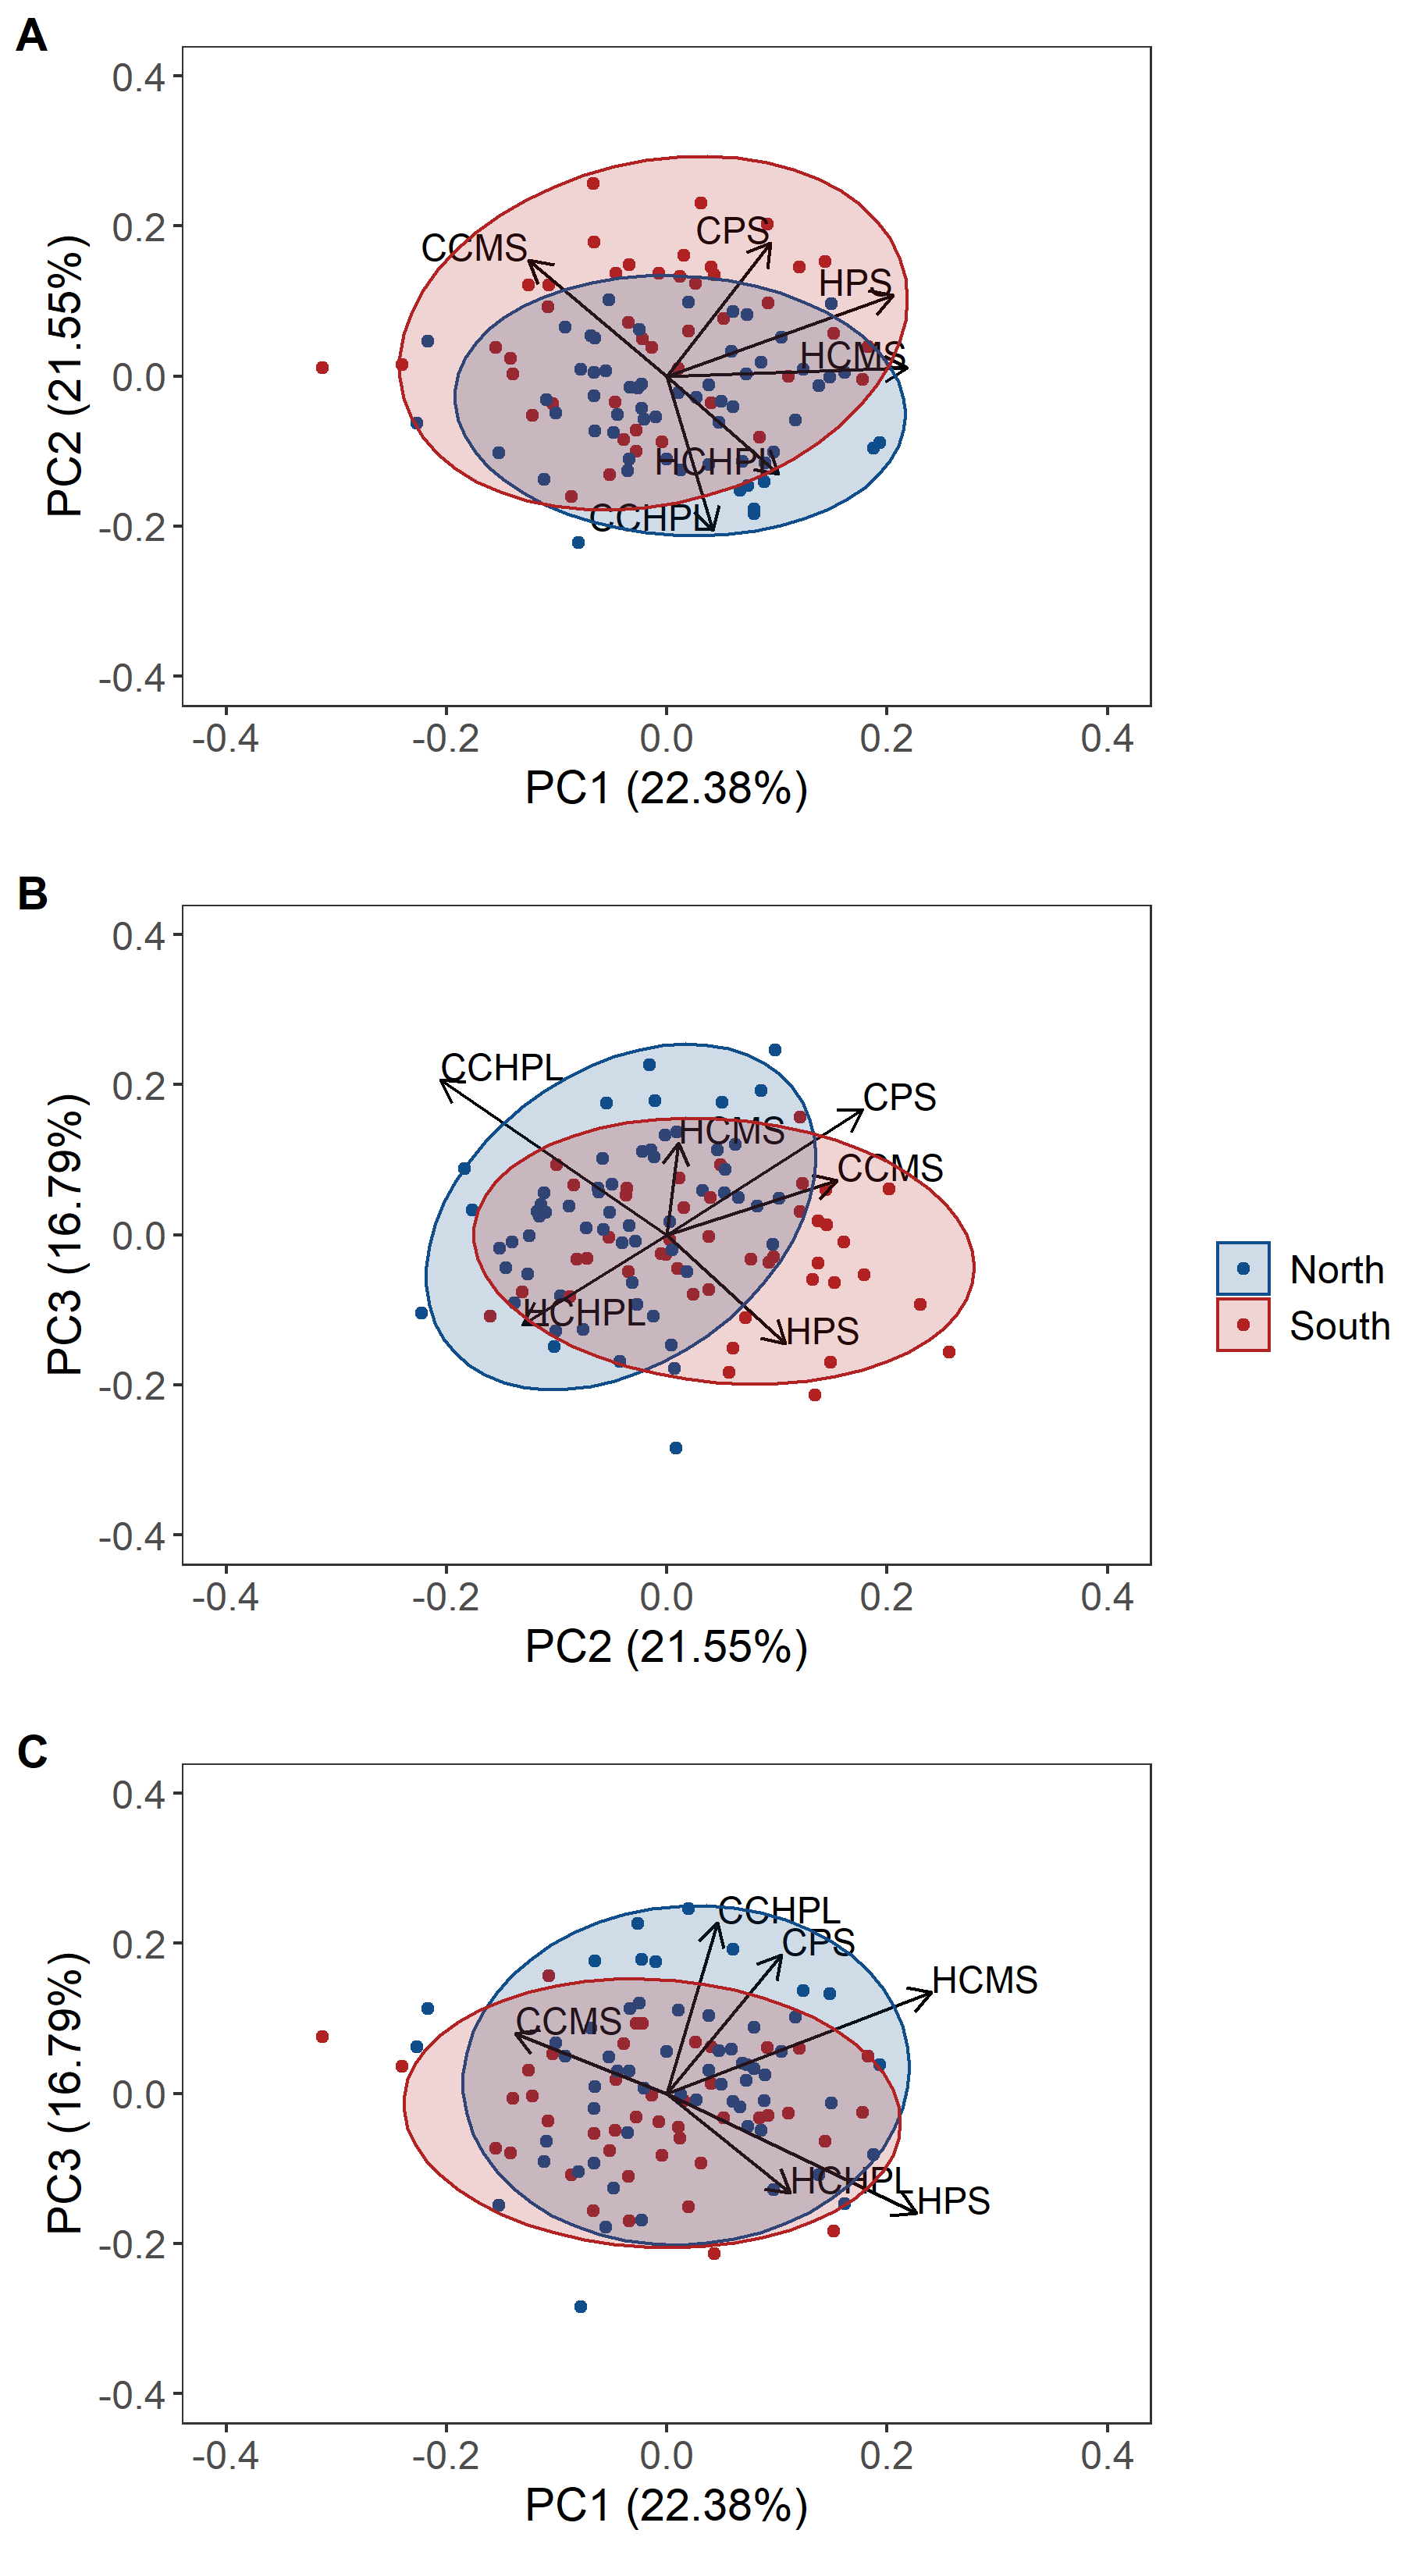 A
0.4
0.2
0.0
-0.2
-0.4
PC2 (21.55%)
CCMS
CPS
HPS
HCMS
HCHPL
CCHPL
-0.4
-0.2
0.0
0.2
0.4
PC1 (22.38%)
B
0.4
0.2
0.0
-0.2
-0.4
PC3 (16.79%)
CCHPL
CPS
HCMS
CCMS
HCHPL
HPS
-0.4
-0.2
0.0
0.2
0.4
PC2 (21.55%)
North
South
C
0.4
0.2
0.0
-0.2
-0.4
PC3 (16.79%)
CCHPL
CPS
HCMS
CCMS
HCHPL
HPS
-0.4
-0.2
0.0
0.2
0.4
PC1 (22.38%)